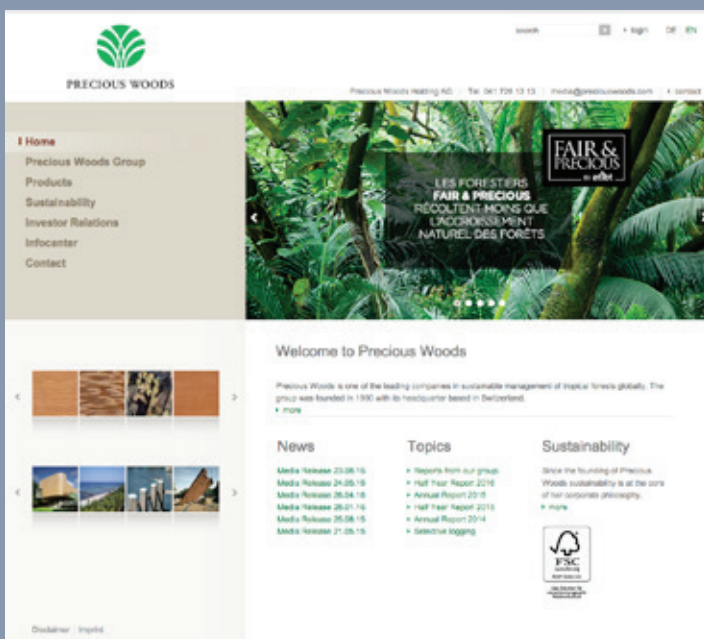 search
login
DE
EN
PRECIOUS WOODS
Precious Woods Holding AG
Tel: 041 726 13 13
media@preciouswoods.com
contact
Home
Precious Woods Group
Products
Sustainability
Investor Relations
Infocenter
Contact
FAIR &
PRECIOUS
LES FORESTIERS
FAIR & PRECIOUS
RÉCOLTENT MOINS QUE
L'ACCROISSEMENT
NATUREL DES FORÊTS
Welcome to Precious Woods
Precious Woods is one of the leading companies in sustainable management of tropical forests globally. The
group was founded in 1990 with its headquarter based in Switzerland.
more
News
Media Release 23.08.16
Media Release 24.05.16
Media Release 26.04.16
Media Release 26.01.16
Media Release 25.08.15
Media Release 21.05.15
Topics
Reports from our group
Half Year Report 2016
Annual Report 2015
Half Year Report 2015
Annual Report 2014
Selective logging
Sustainability
Since the founding of Precious
Woods sustainability is at the core
of her corporate philosophy.
more
FSC
Disclaimer
Imprint